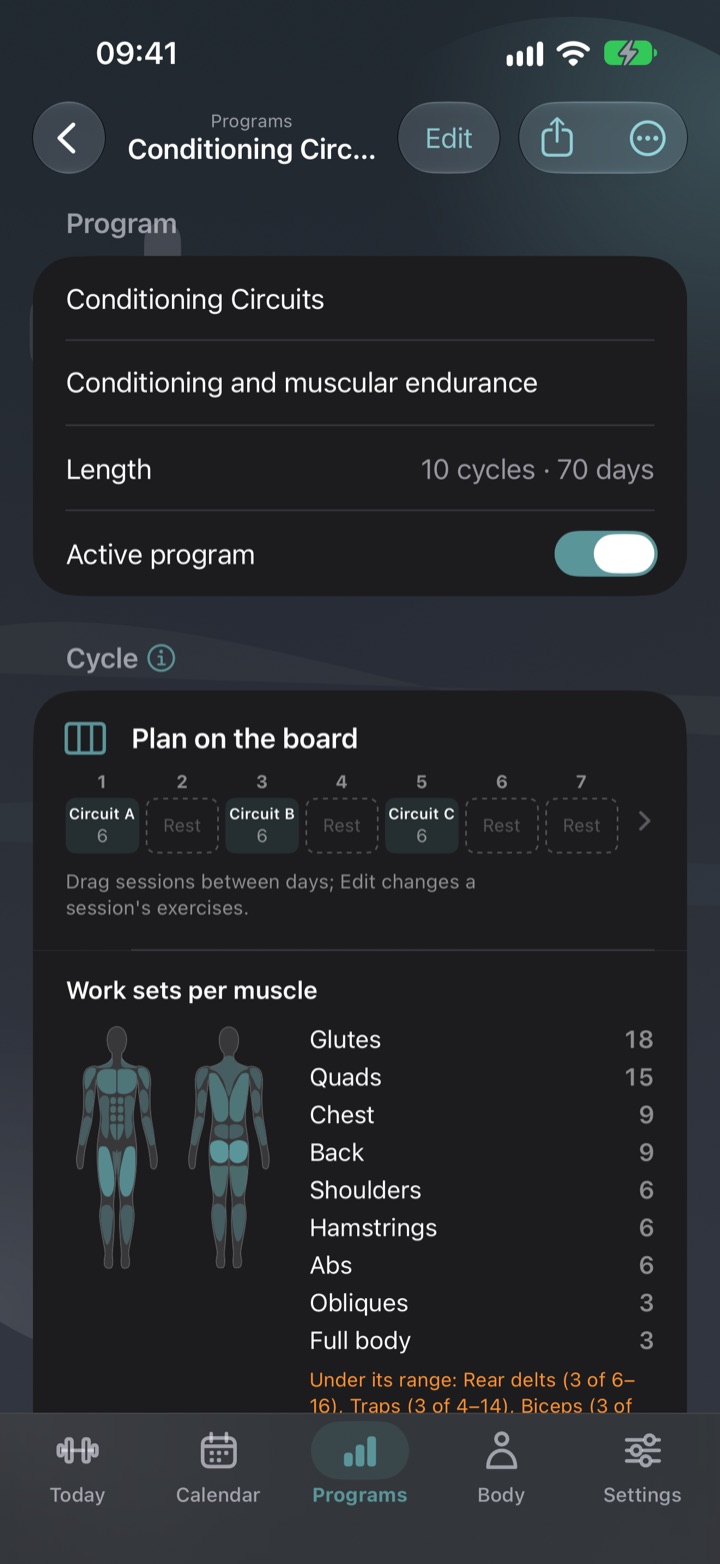 09:41
Programs
Conditioning Circ...
Edit
Program
Conditioning Circuits
Conditioning and muscular endurance
Length 10 cycles · 70 days
Active program
Cycle
Plan on the board
1 2 3 4 5 6 7
Circuit A Rest Circuit B Rest Circuit C Rest Rest
6 6 6
Drag sessions between days; Edit changes a
session's exercises.
Work sets per muscle
Glutes 18
Quads 15
Chest 9
Back 9
Shoulders 6
Hamstrings 6
Abs 6
Obliques 3
Full body 3
Under its range: Rear delts (3 of 6–
16), Traps (3 of 4–14), Biceps (3 of
Today Calendar Programs Body Settings